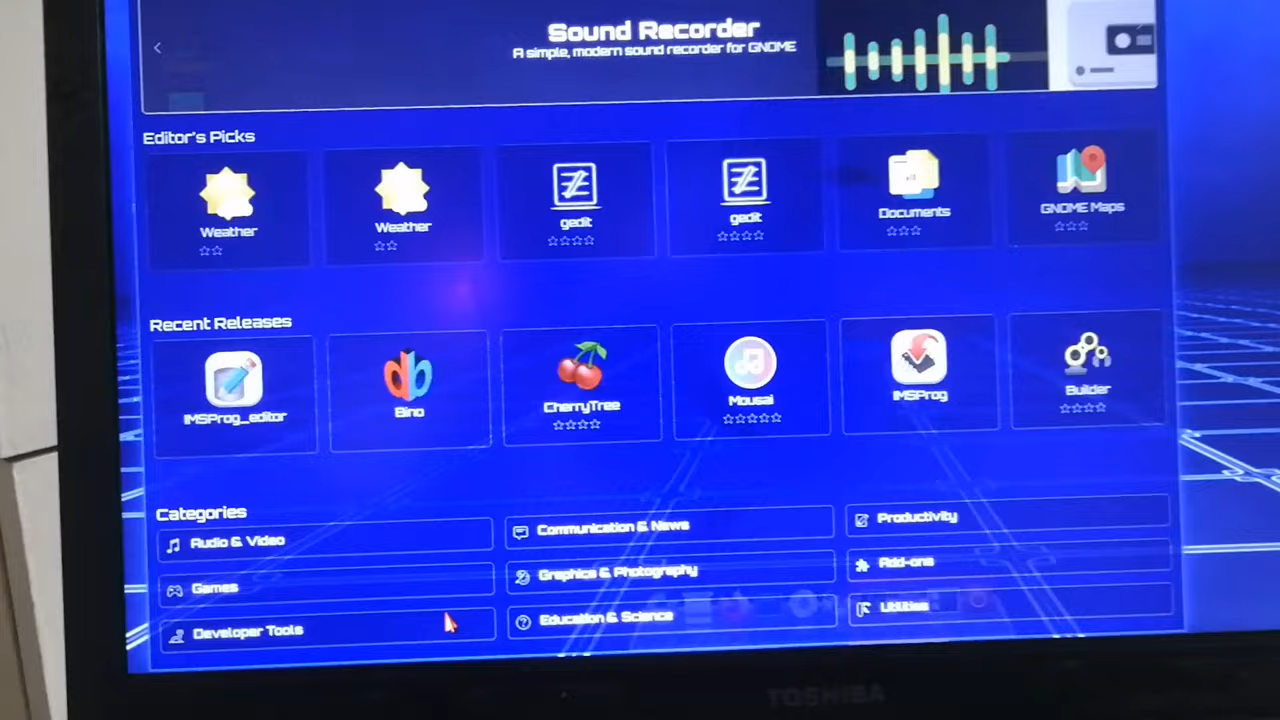 Sound Recorder
A simple, modern sound recorder for GNOME
Editor's Picks
Weather
Weather
gedit
gedit
Documents
GNOME Maps
Recent Releases
IMSProg_editor
Bino
CherryTree
Mousai
IMSProg
Builder
Categories
Audio & Video
Communication & News
Productivity
Games
Graphics & Photography
Add-ons
Developer Tools
Education & Science
Utilities
TOSHIBA